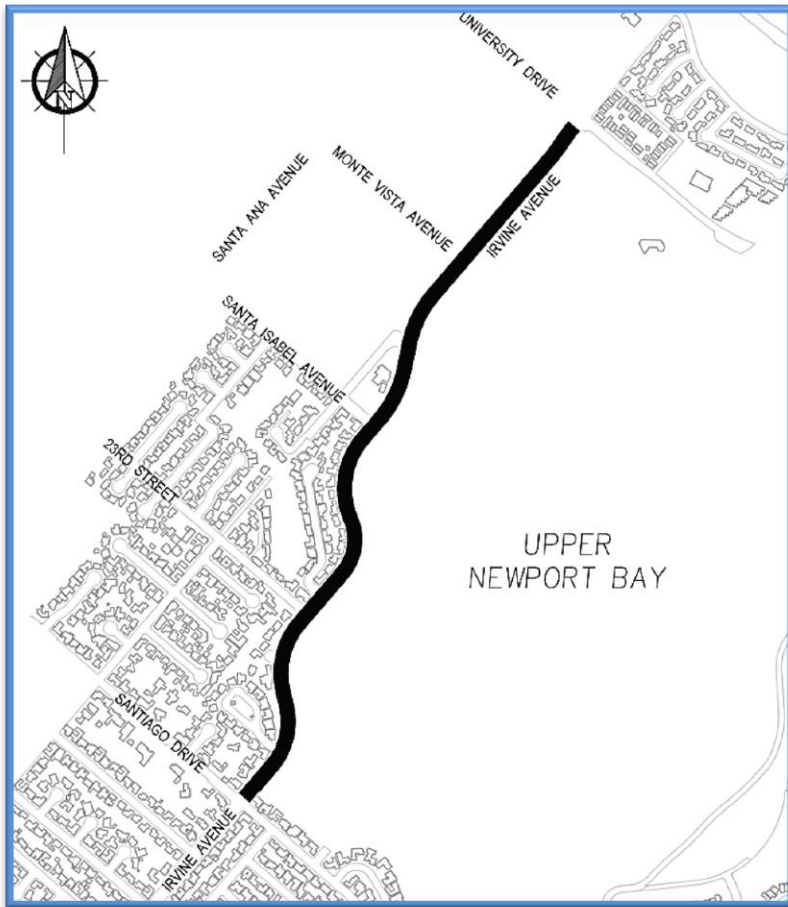 UNIVERSITY DRIVE
N
MONTE VISTA AVENUE
SANTA ANA AVENUE
IRVINE AVENUE
SANTA ISABEL AVENUE
23RD STREET
UPPER
NEWPORT BAY
SANTIAGO DRIVE
IRVINE AVENUE